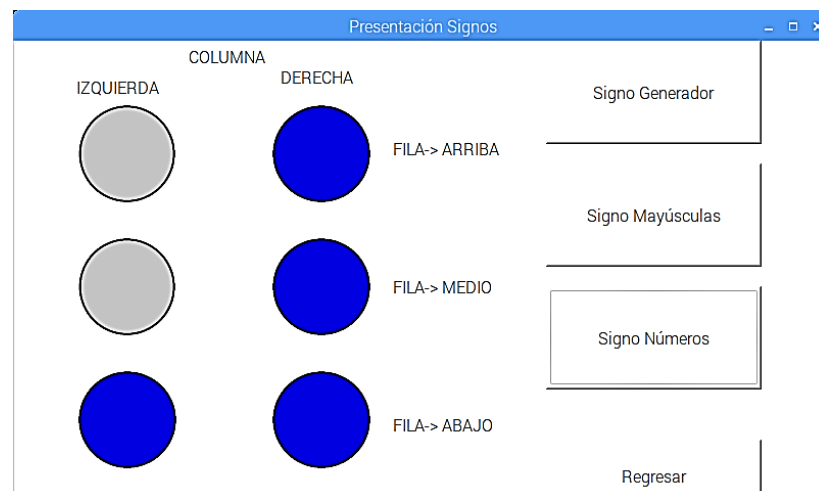 Presentación Signos
COLUMNA
IZQUIERDA
DERECHA
FILA-> ARRIBA
FILA-> MEDIO
FILA-> ABAJO
Signo Generador
Signo Mayúsculas
Signo Números
Regresar